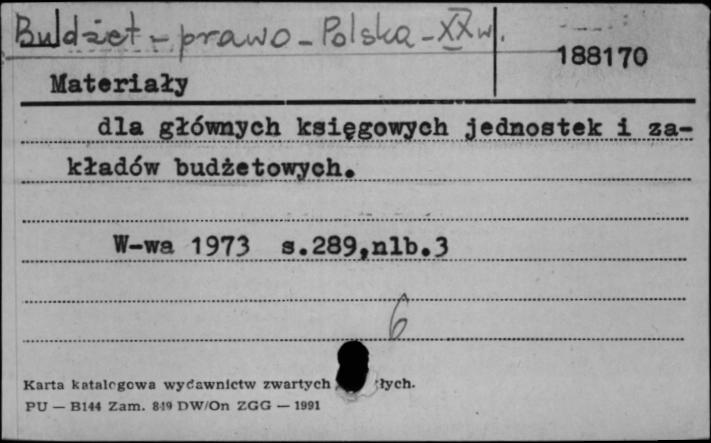 Budżet - prawo - Polska - XX w.
188170
Materiały
dla głównych księgowych jednostek i za-
kładów budżetowych.
W-wa 1973 s.289,nlb.3
6
Karta katalogowa wydawnictw zwartych łych.
PU — B144 Zam. 849 DW/On ZGG — 1991